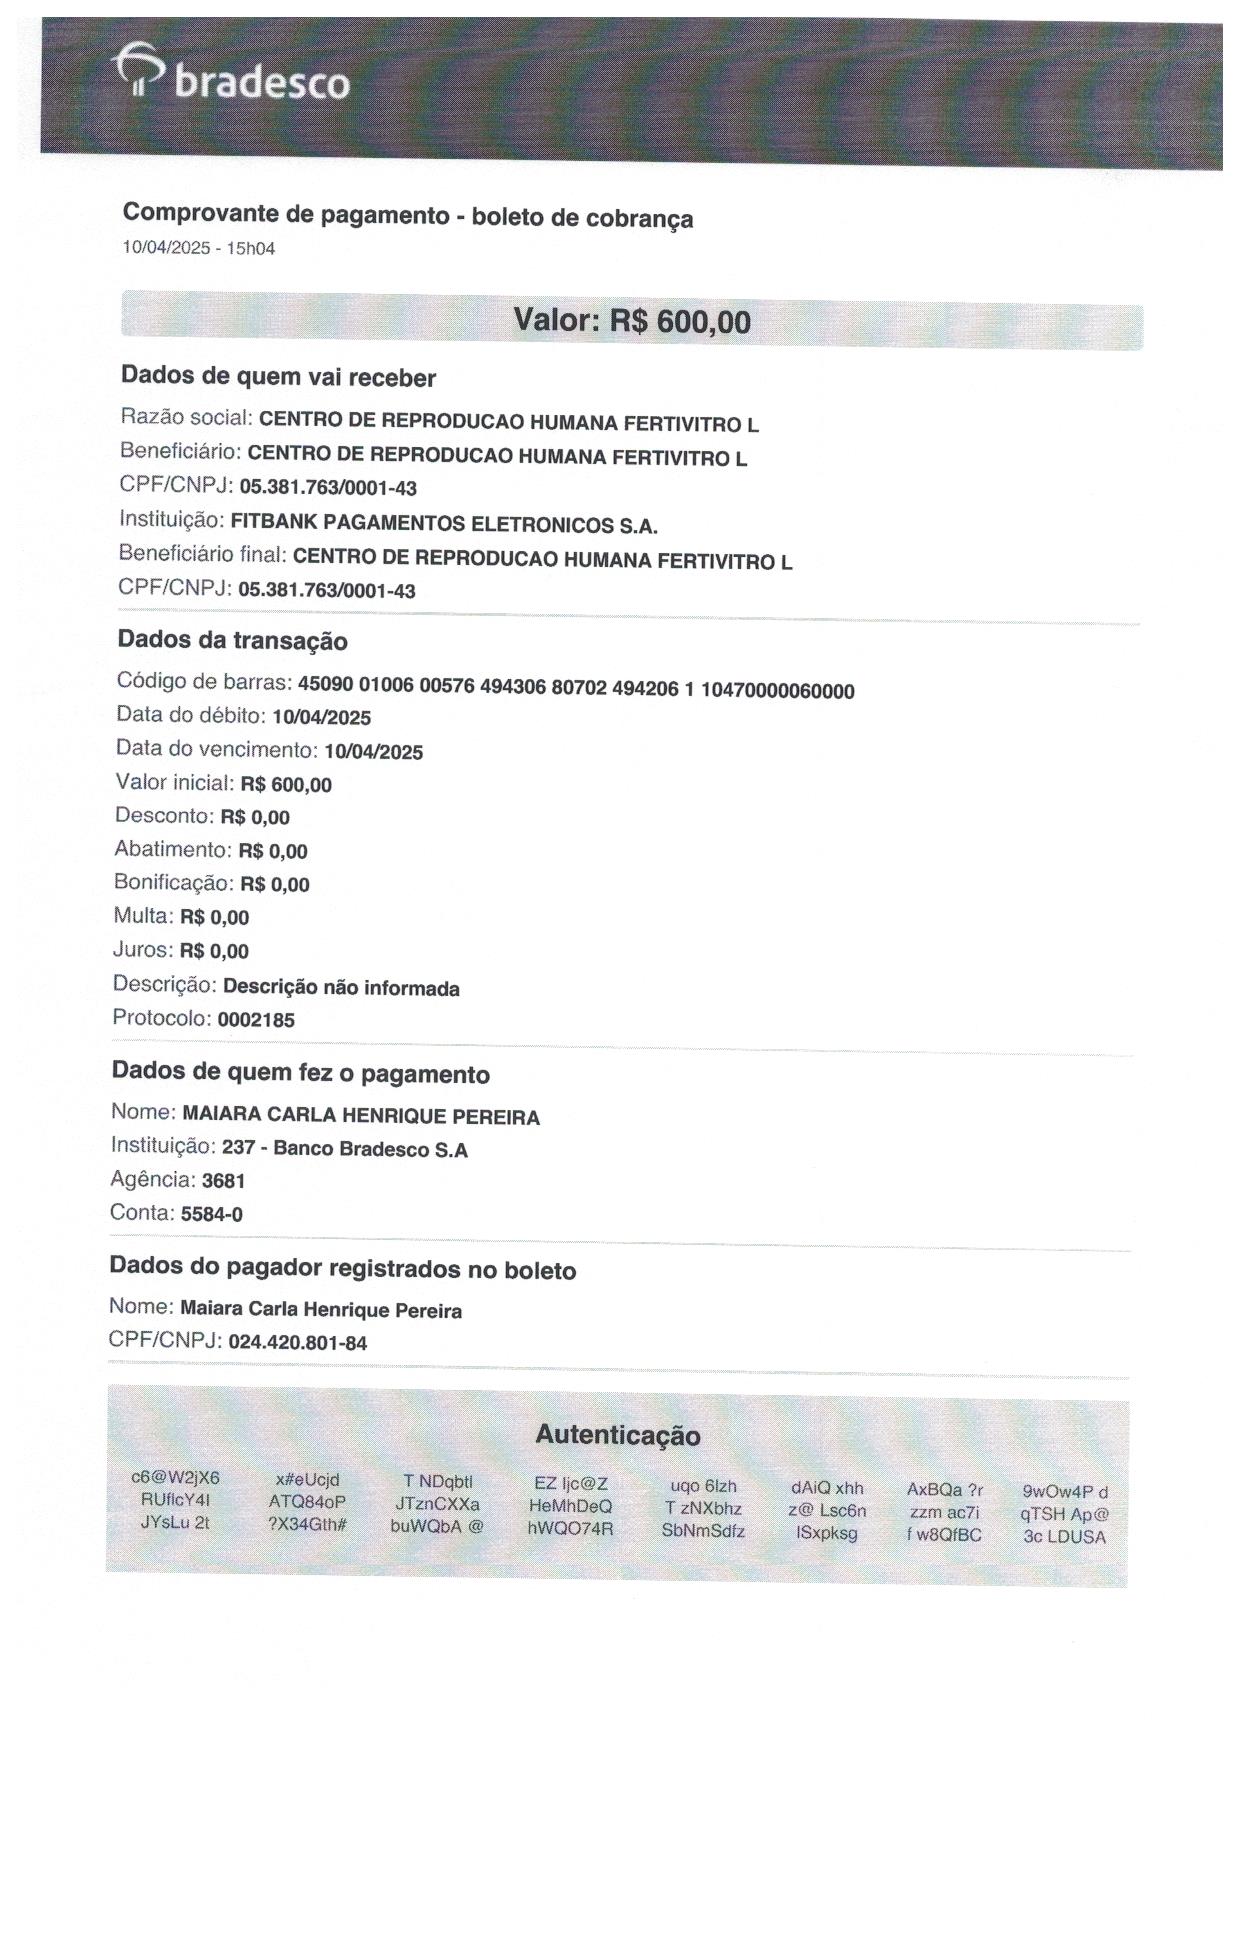 bradesco
Comprovante de pagamento - boleto de cobrança
10/04/2025 - 15h04
Valor: R$ 600,00
Dados de quem vai receber
Razão social: CENTRO DE REPRODUCAO HUMANA FERTIVITRO L
Beneficiário: CENTRO DE REPRODUCAO HUMANA FERTIVITRO L
CPF/CNPJ: 05.381.763/0001-43
Instituição: FITBANK PAGAMENTOS ELETRONICOS S.A.
Beneficiário final: CENTRO DE REPRODUCAO HUMANA FERTIVITRO L
CPF/CNPJ: 05.381.763/0001-43
Dados da transação
Código de barras: 45090 01006 00576 494306 80702 494206 1 10470000060000
Data do débito: 10/04/2025
Data do vencimento: 10/04/2025
Valor inicial: R$ 600,00
Desconto: R$ 0,00
Abatimento: R$ 0,00
Bonificação: R$ 0,00
Multa: R$ 0,00
Juros: R$ 0,00
Descrição: Descrição não informada
Protocolo: 0002185
Dados de quem fez o pagamento
Nome: MAIARA CARLA HENRIQUE PEREIRA
Instituição: 237 - Banco Bradesco S.A
Agência: 3681
Conta: 5584-0
Dados do pagador registrados no boleto
Nome: Maiara Carla Henrique Pereira
CPF/CNPJ: 024.420.801-84
Autenticação
c6@W2jX6 x#eUcjd T NDqbtI EZ Ijc@Z uqo 6Izh dAiQ xhh AxBQa ?r 9wOw4P d
RUfIcY4I ATQ84oP JTznCXXa HeMhDeQ T zNXbhz z@ Lsc6n zzm ac7i qTSH Ap@
JYsLu 2t ?X34Gth# buWQbA @ hWQO74R SbNmSdfz ISxpksg f w8QfBC 3c LDUSA